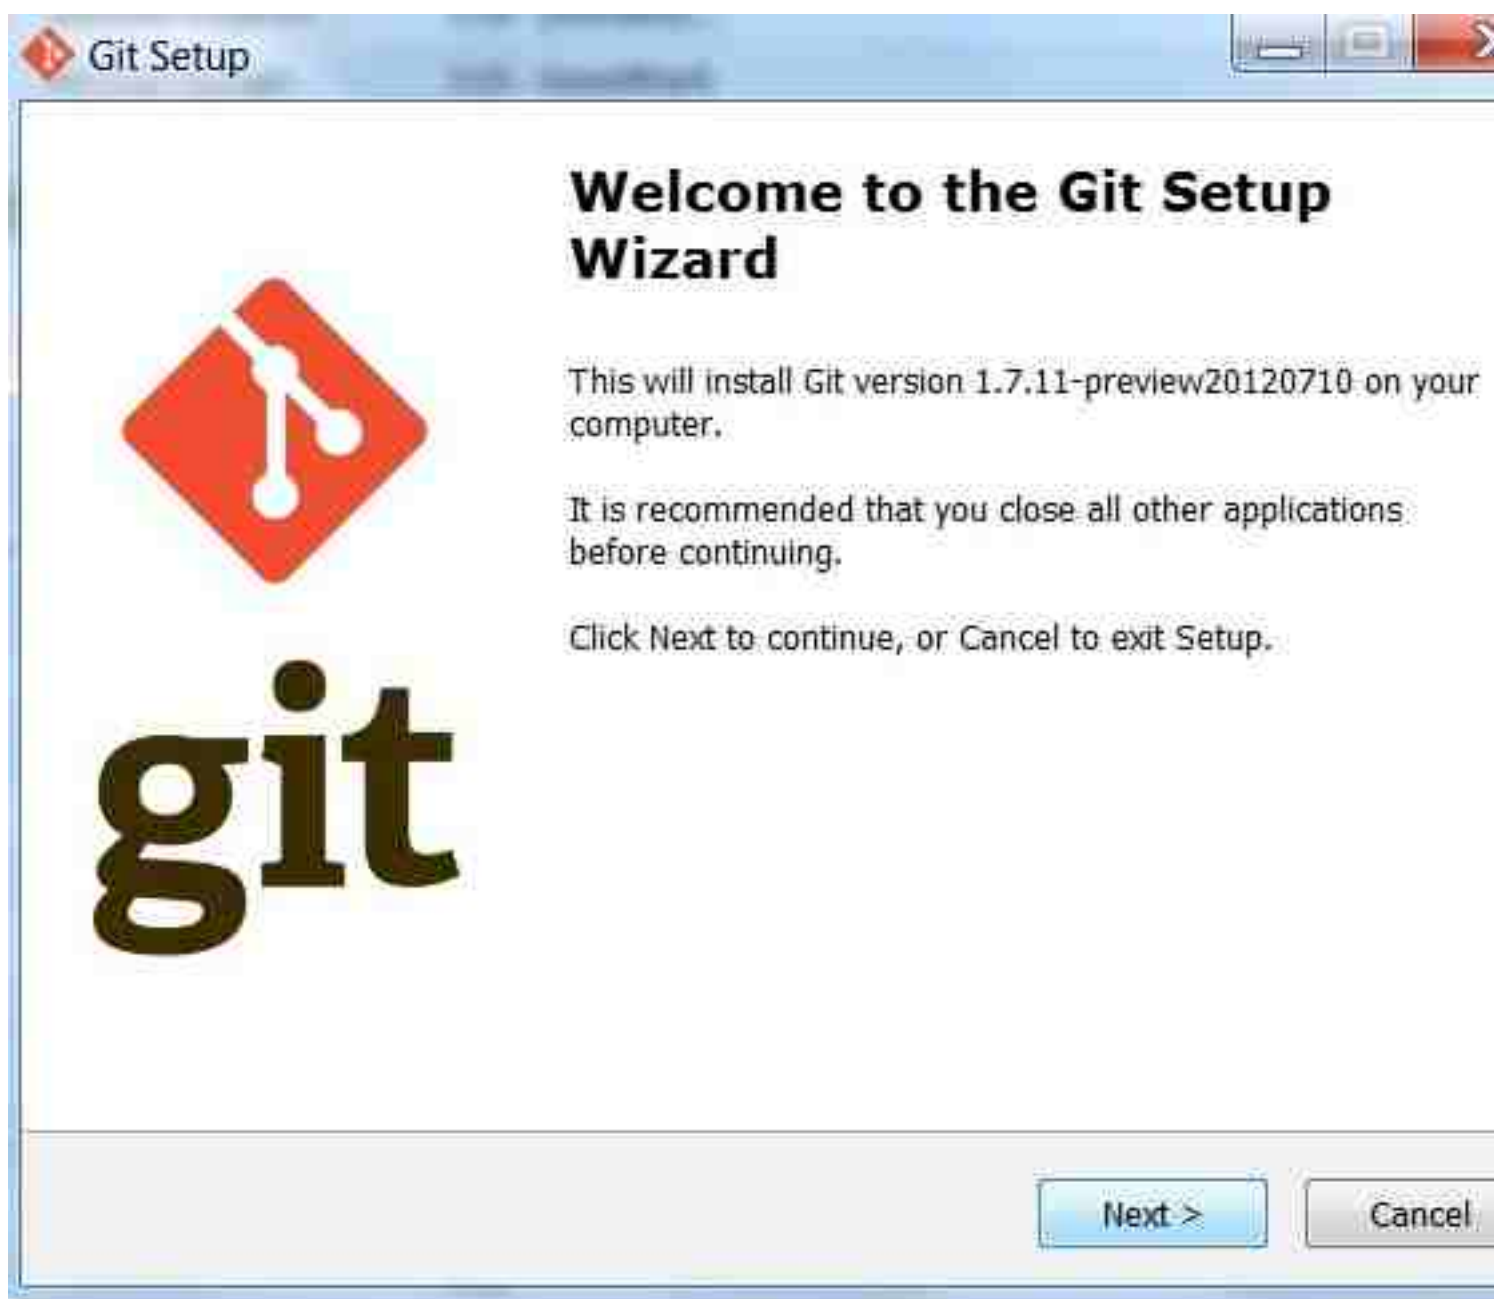 Git Setup
Welcome to the Git Setup
Wizard
This will install Git version 1.7.11-preview20120710 on your
computer.
It is recommended that you close all other applications
before continuing.
Click Next to continue, or Cancel to exit Setup.
git
Next >
Cancel